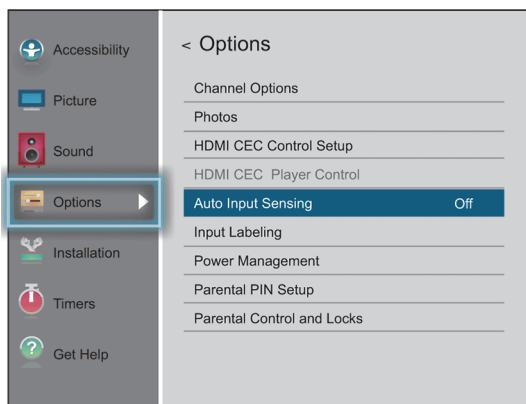 Accessibility
Picture
Sound
Options
Installation
Timers
Get Help
< Options
Channel Options
Photos
HDMI CEC Control Setup
HDMI CEC Player Control
Auto Input Sensing Off
Input Labeling
Power Management
Parental PIN Setup
Parental Control and Locks